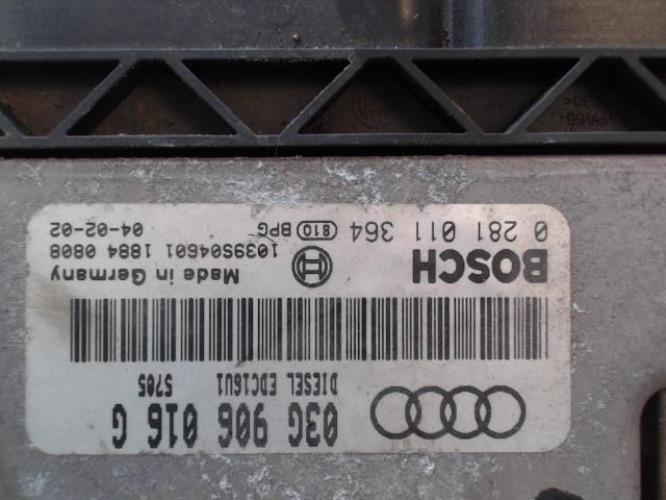 03G 906 016 G
DIESEL EDC16U1 5705
BOSCH Made in Germany
1039S04601 1884 0808
0 281 011 364 810 BPG 04-02-02